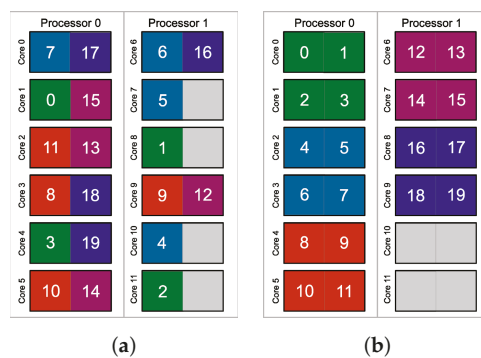 Processor 0 Processor 1
Core 0 7 17 Core 6 6 16
Core 1 0 15 Core 7 5
Core 2 11 13 Core 8 1
Core 3 8 18 Core 9 9 12
Core 4 3 19 Core 10 4
Core 5 10 14 Core 11 2
(a)
Processor 0 Processor 1
Core 0 0 1 Core 6 12 13
Core 1 2 3 Core 7 14 15
Core 2 4 5 Core 8 16 17
Core 3 6 7 Core 9 18 19
Core 4 8 9 Core 10
Core 5 10 11 Core 11
(b)